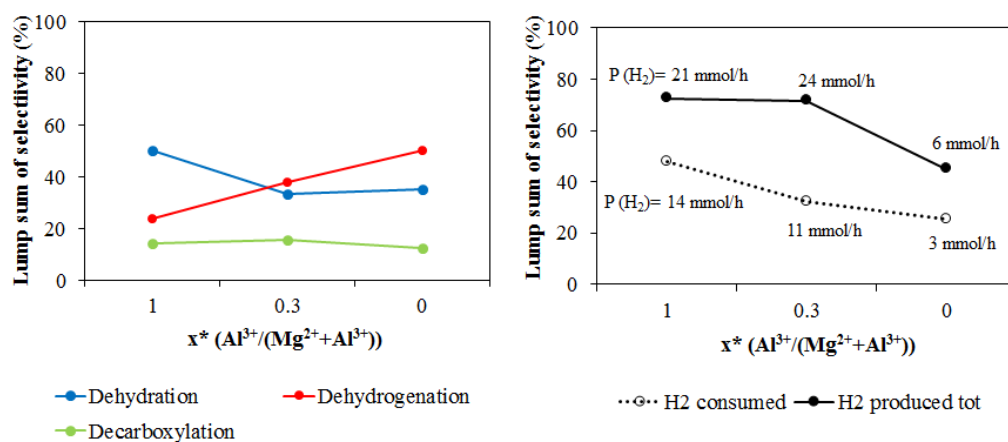 Lump sum of selectiivity (%)
100
80
60
40
20
0
1
0.3
0
x* (Al³⁺/(Mg²⁺+Al³⁺))
Dehydration
Dehydrogenation
Decarboxylation
Lump sum of selectivity (%)
100
80
60
40
20
0
P (H₂)= 21 mmol/h
24 mmol/h
6 mmol/h
P (H₂)= 14 mmol/h
11 mmol/h
3 mmol/h
1
0.3
0
x* (Al³⁺/(Mg²⁺+Al³⁺))
H2 consumed
H2 produced tot